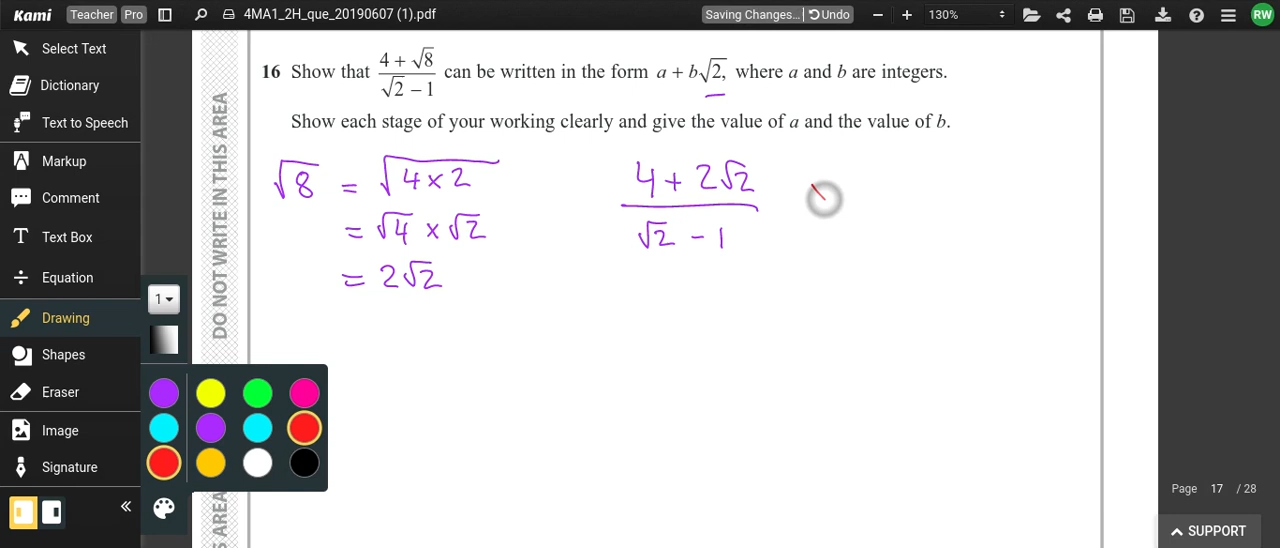 Kami Teacher Pro 4MA1_2H_que_20190607 (1).pdf Saving Changes... Undo − + 130% RW
Select Text
Dictionary
Text to Speech
Markup
Comment
Text Box
Equation
Drawing
Shapes
Eraser
Image
Signature
«
1
DO NOT WRITE IN THIS AREA
S AREA
16 Show that (4 + √8)/(√2 − 1) can be written in the form a + b√2, where a and b are integers.
Show each stage of your working clearly and give the value of a and the value of b.
√8 = √4×2
= √4 × √2
= 2√2
4 + 2√2
√2 − 1
Page 17 / 28
SUPPORT